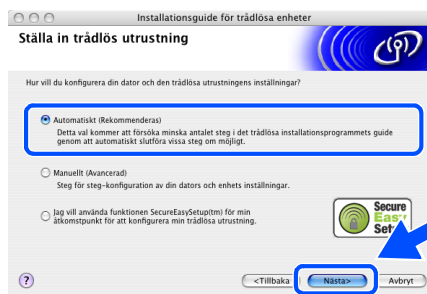 Installationsguide för trådlösa enheter
Ställa in trådlös utrustning
Hur vill du konfigurera din dator och den trådlösa utrustningens inställningar?
Automatiskt (Rekommenderas)
Detta val kommer att försöka minska antalet steg i det trådlösa installationsprogrammets guide
genom att automatiskt slutföra vissa steg om möjligt.
Manuellt (Avancerad)
Steg för steg-konfiguration av din dators och enhets inställningar.
Jag vill använda funktionen SecureEasySetup(tm) för min
åtkomstpunkt för att konfigurera min trådlösa utrustning.
Secure
Easy
Set
?
<Tillbaka
Nästa>
Avbryt